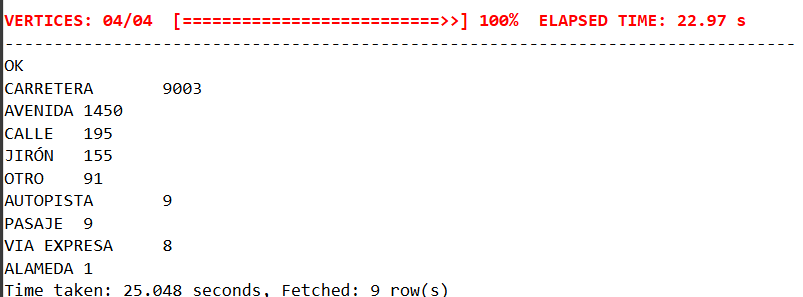 VERTICES: 04/04  [==========================>>] 100%  ELAPSED TIME: 22.97 s
--------------------------------------------------------------------------------
OK
CARRETERA       9003
AVENIDA 1450
CALLE   195
JIRÓN   155
OTRO    91
AUTOPISTA       9
PASAJE  9
VIA EXPRESA     8
ALAMEDA 1
Time taken: 25.048 seconds, Fetched: 9 row(s)